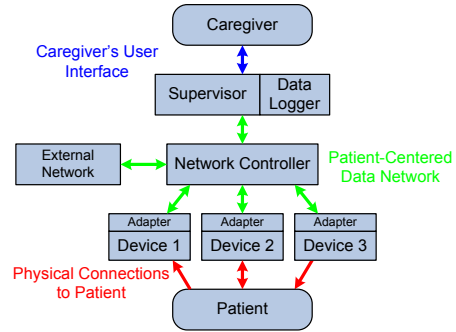 Caregiver
Caregiver's User
Interface
Supervisor
Data
Logger
External
Network
Network Controller
Patient-Centered
Data Network
Adapter
Device 1
Adapter
Device 2
Adapter
Device 3
Physical Connections
to Patient
Patient